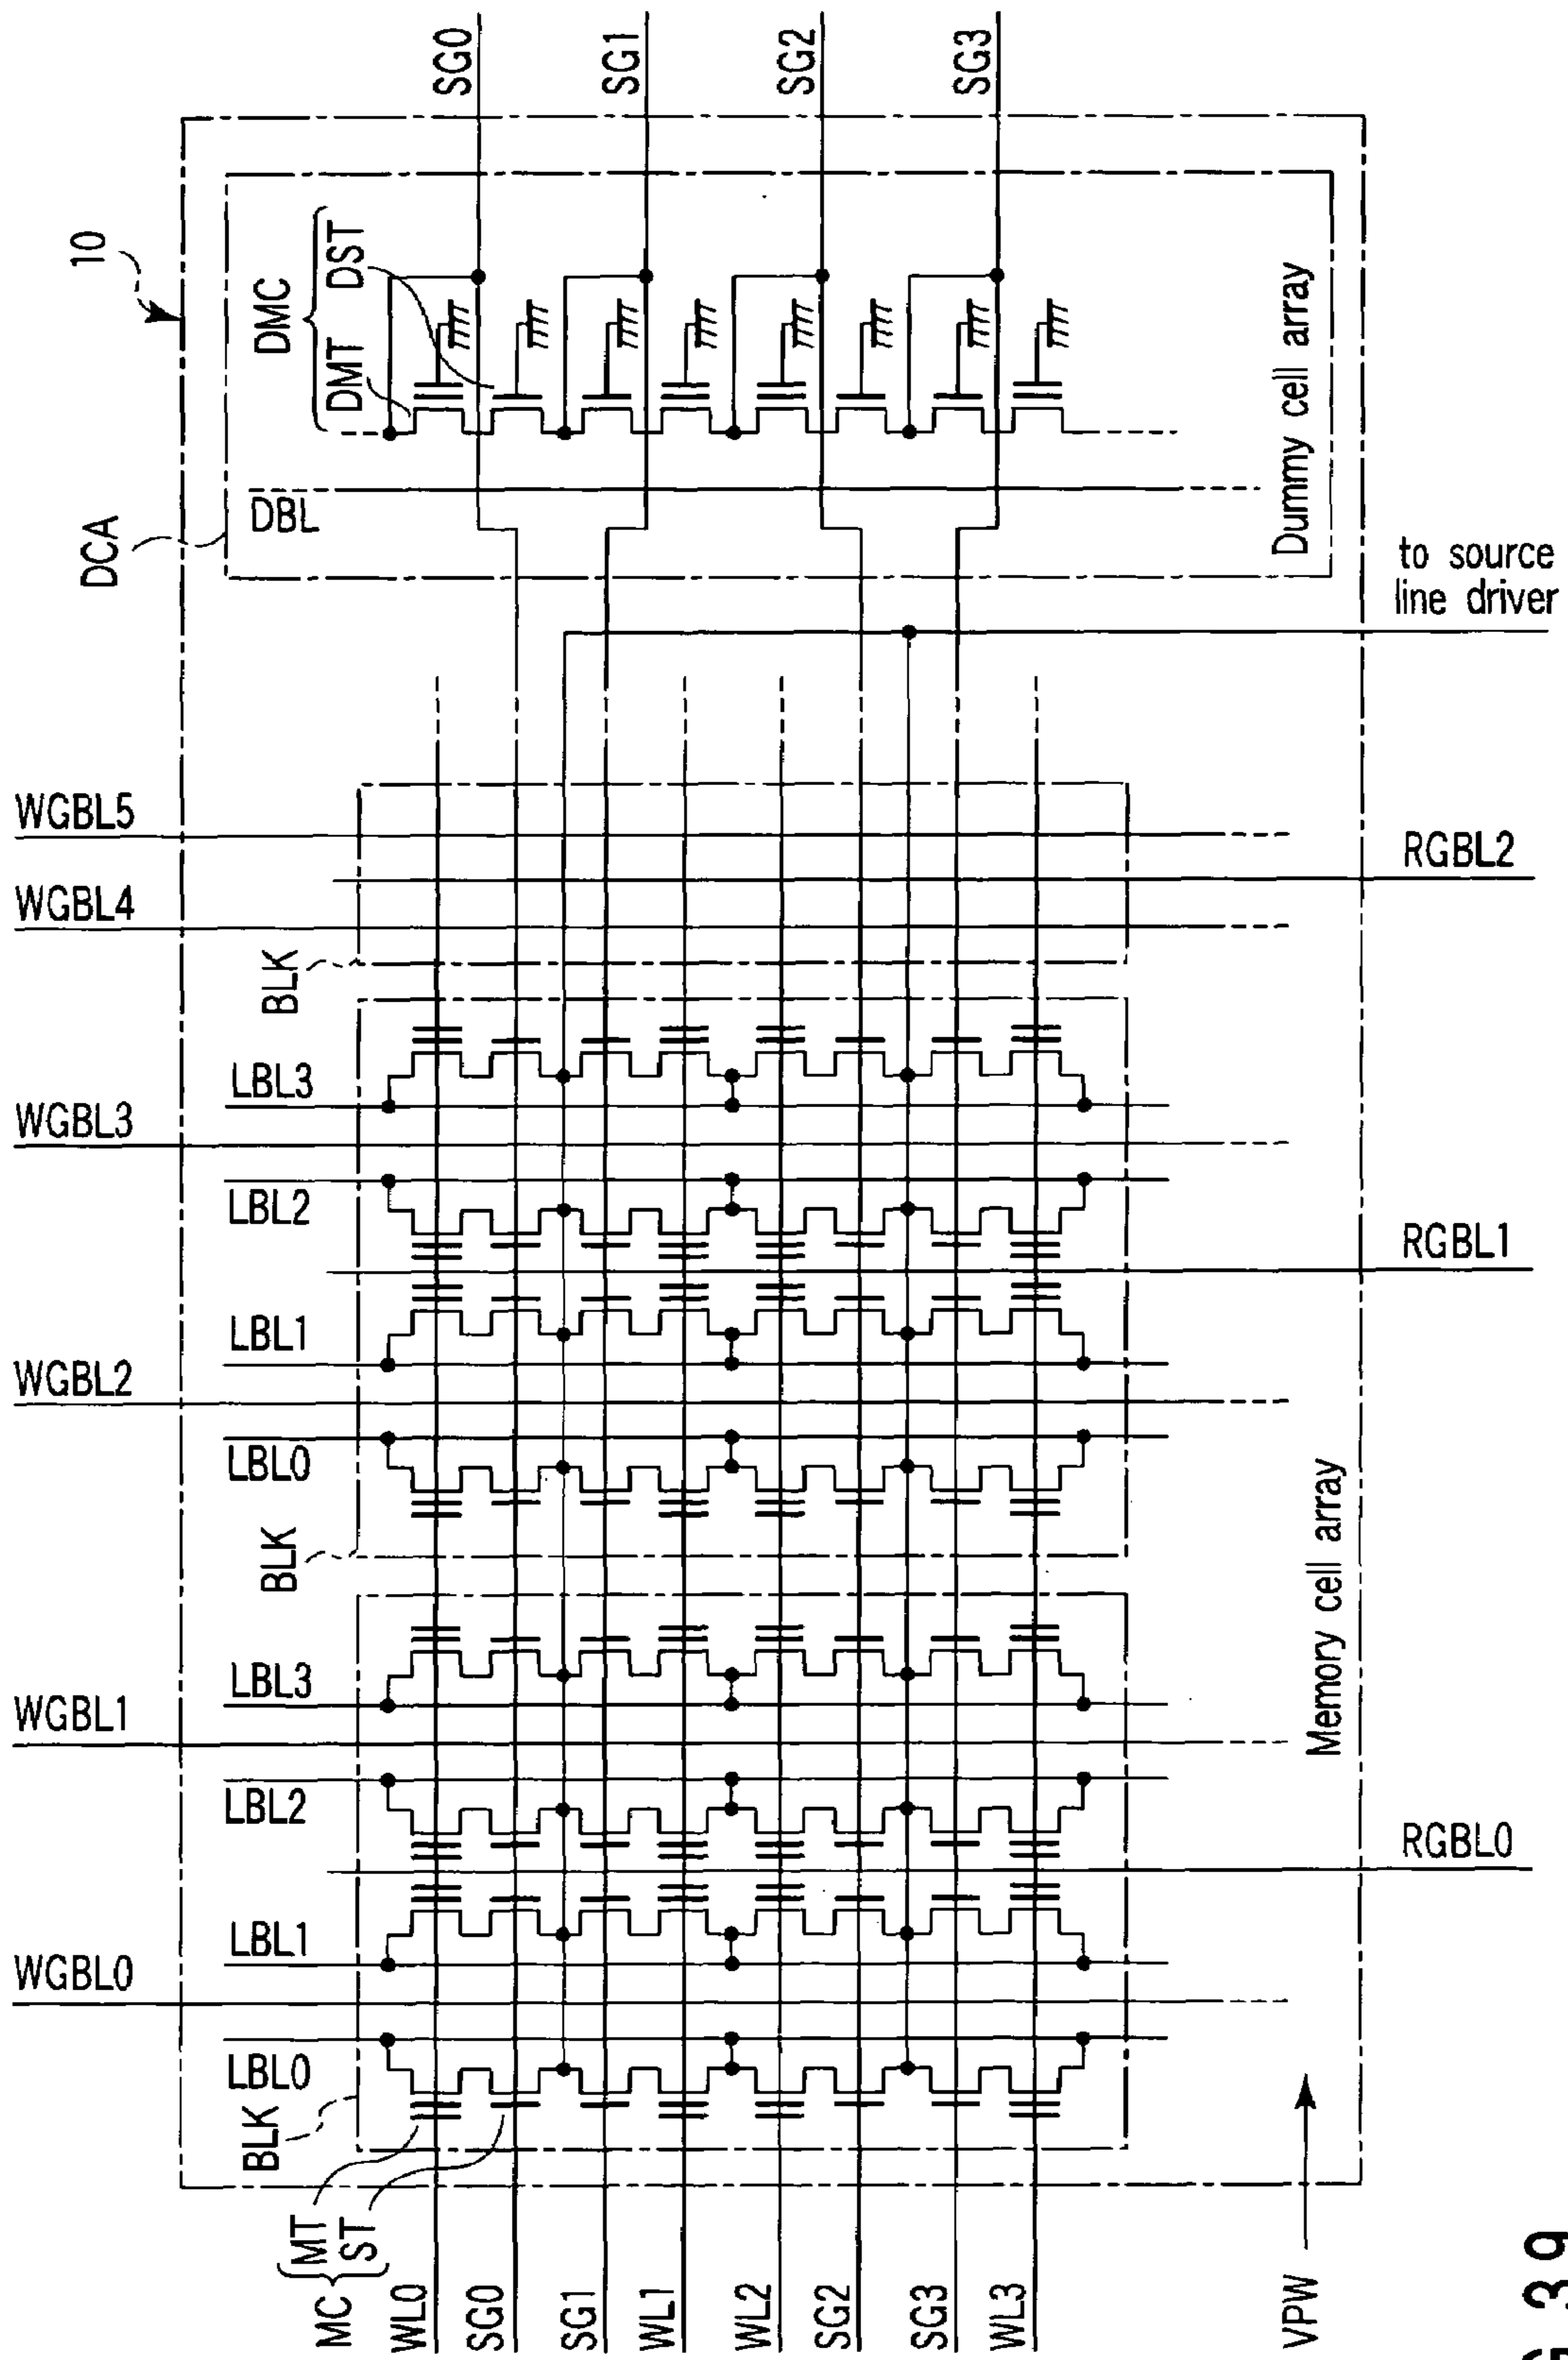 10
DCA
DMC
DMT
DST
DBL
SG0
SG1
SG2
SG3
Dummy cell array
to source
line driver
WGBL5
WGBL4
WGBL3
WGBL2
WGBL1
WGBL0
RGBL2
RGBL1
RGBL0
BLK
LBL3
LBL2
LBL1
LBL0
BLK
LBL3
LBL2
LBL1
LBL0
BLK
Memory cell array
MC
MT
ST
WL0
SG0
SG1
WL1
WL2
SG2
SG3
WL3
VPW
39